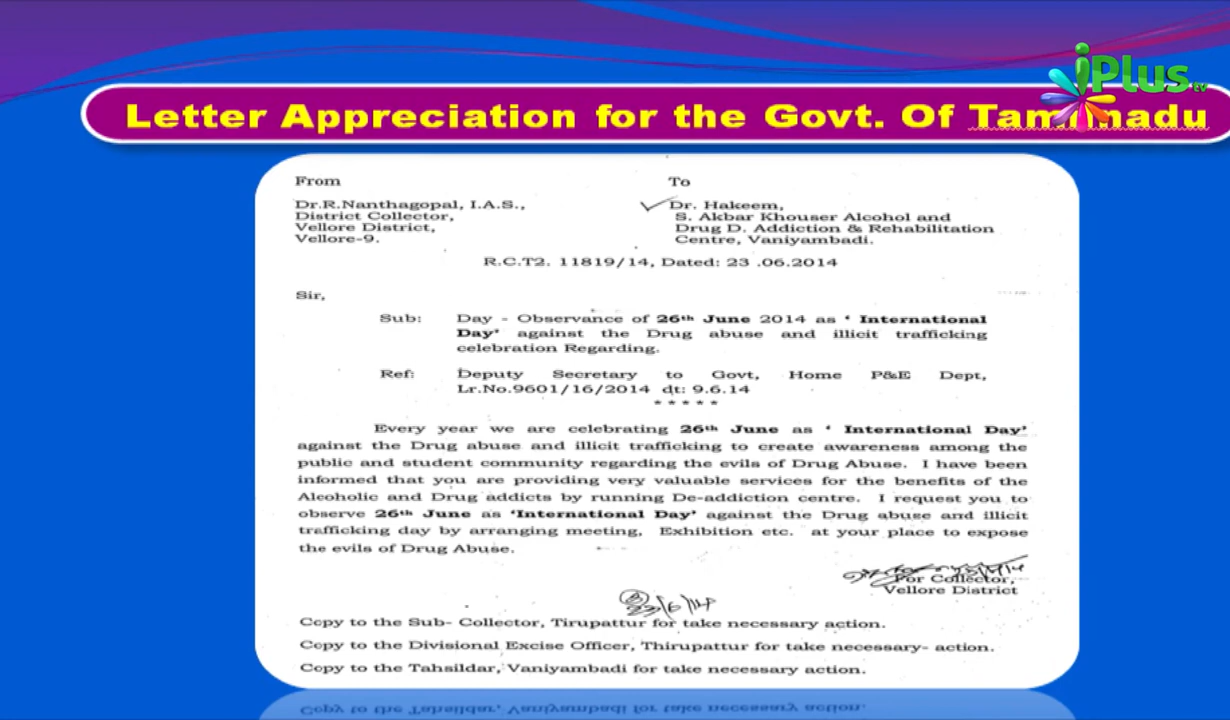 iPlus tv
Letter Appreciation for the Govt. Of Tamilnadu
From
Dr.R.Nanthagopal, I.A.S.,
District Collector,
Vellore District,
Vellore-9.
To
Dr. Hakeem,
S. Akbar Khouser Alcohol and
Drug D. Addiction & Rehabilitation
Centre, Vaniyambadi.
R.C.T2. 11819/14, Dated: 23 .06.2014
Sir,
Sub: Day - Observance of 26th June 2014 as ‘ International
Day’ against the Drug abuse and illicit trafficking
celebration Regarding.
Ref: Deputy Secretary to Govt, Home P&E Dept,
Lr.No.9601/16/2014 dt: 9.6.14
*****
Every year we are celebrating 26th June as ‘ International Day’
against the Drug abuse and illicit trafficking to create awareness among the
public and student community regarding the evils of Drug Abuse. I have been
informed that you are providing very valuable services for the benefits of the
Alcoholic and Drug addicts by running De-addiction centre. I request you to
observe 26th June as ‘International Day’ against the Drug abuse and illicit
trafficking day by arranging meeting, Exhibition etc. at your place to expose
the evils of Drug Abuse.
For Collector,
Vellore District
23/6/14
Copy to the Sub- Collector, Tirupattur for take necessary action.
Copy to the Divisional Excise Officer, Thirupattur for take necessary- action.
Copy to the Tahsildar, Vaniyambadi for take necessary action.